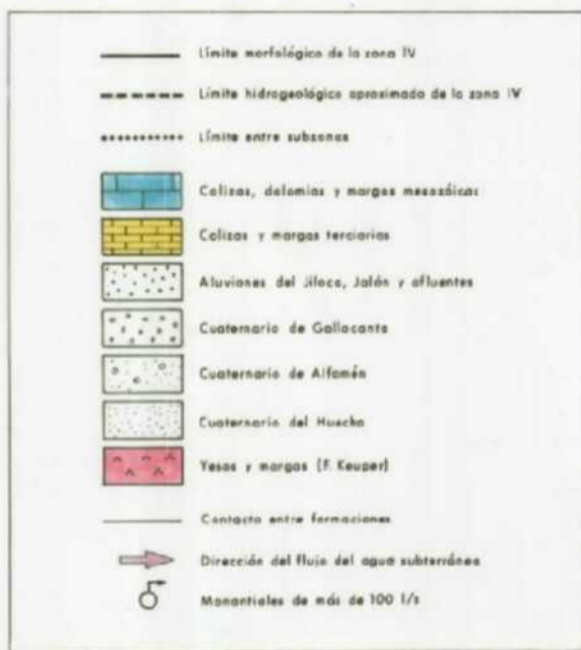 Límite morfológico de la zona IV
Límite hidrogeológico aproximado de la zona IV
Límite entre subzonas
Calizas, dolomías y margas mesozóicas
Calizas y margas terciarias
Aluviones del Jiloca, Jalón y afluentes
Cuaternario de Gallocanta
Cuaternario de Alfamén
Cuaternario del Huecha
Yesos y margas (F. Keuper)
Contacto entre formaciones
Dirección del flujo del agua subterránea
Manantiales de más de 100 l/s